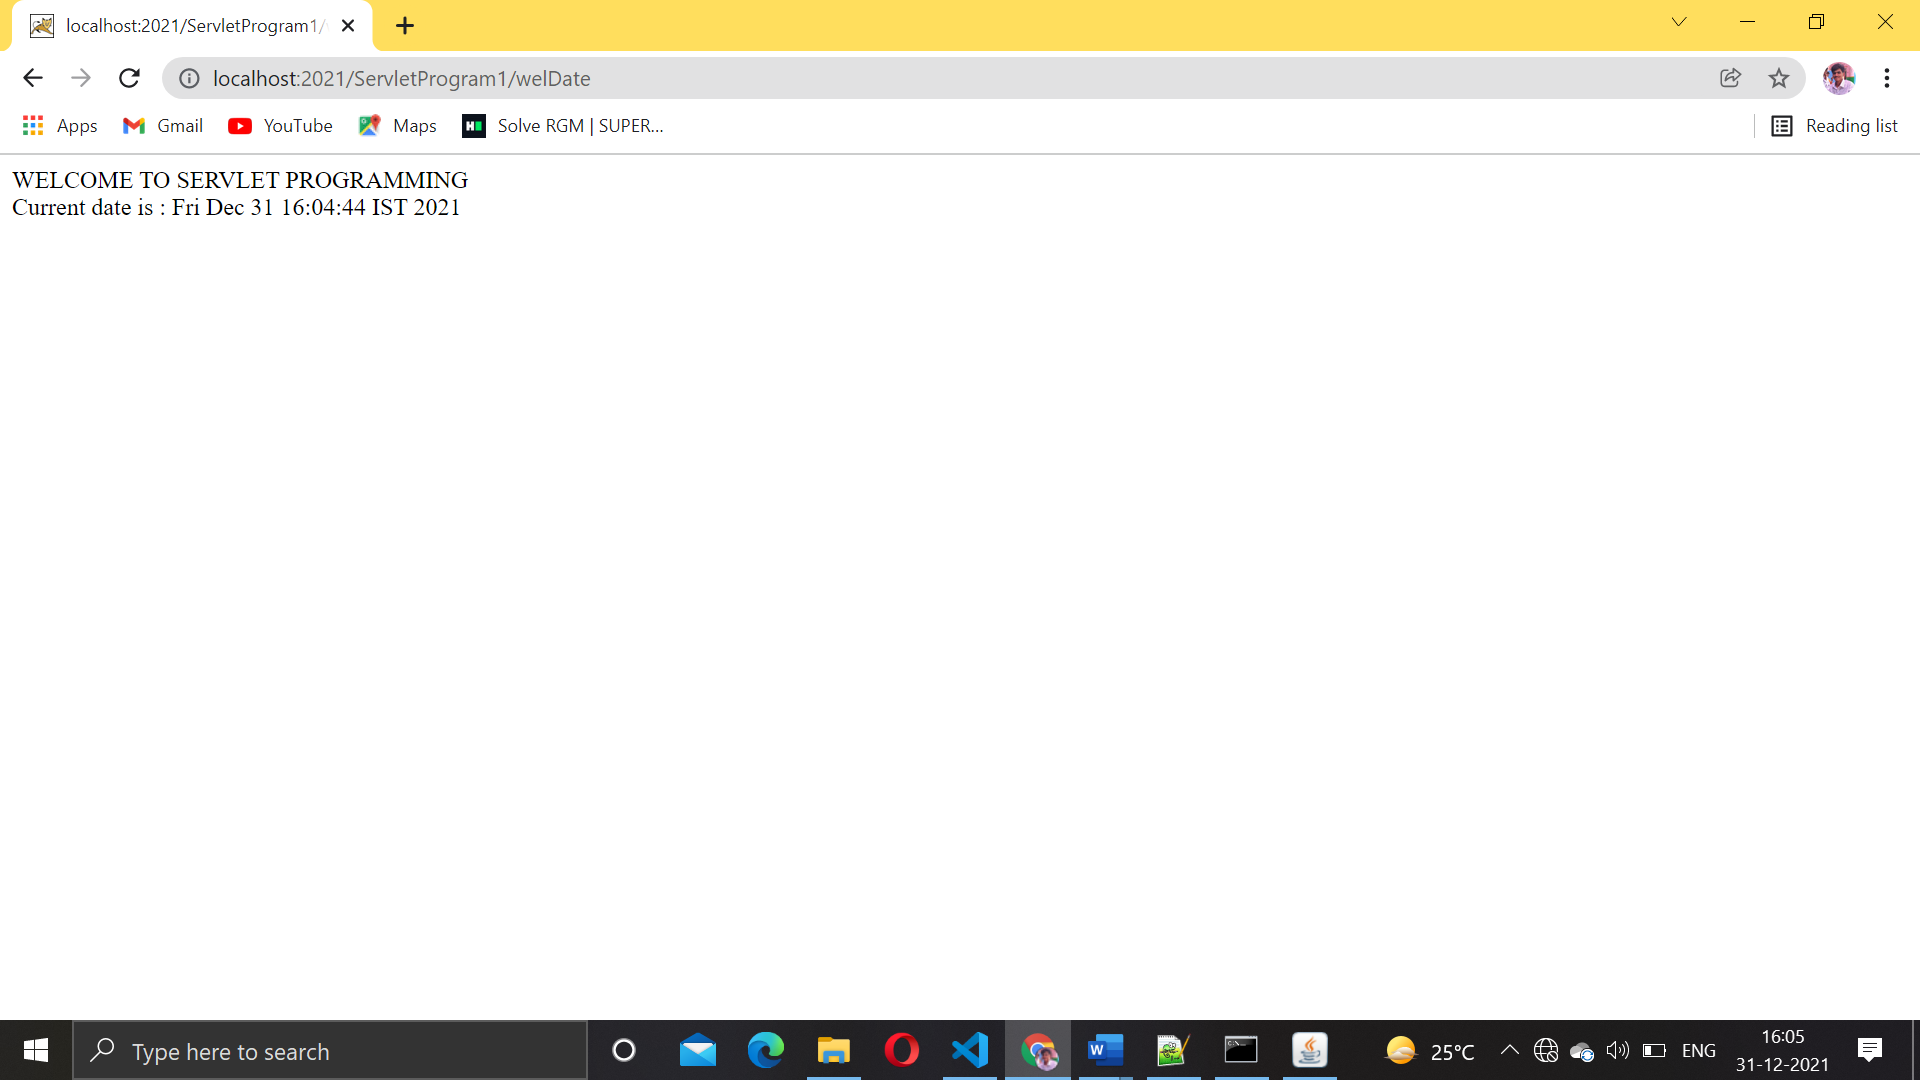 localhost:2021/ServletProgram1/
localhost:2021/ServletProgram1/welDate
Apps Gmail YouTube Maps Solve RGM | SUPER... Reading list
WELCOME TO SERVLET PROGRAMMING
Current date is : Fri Dec 31 16:04:44 IST 2021
Type here to search
25°C
ENG
16:05
31-12-2021